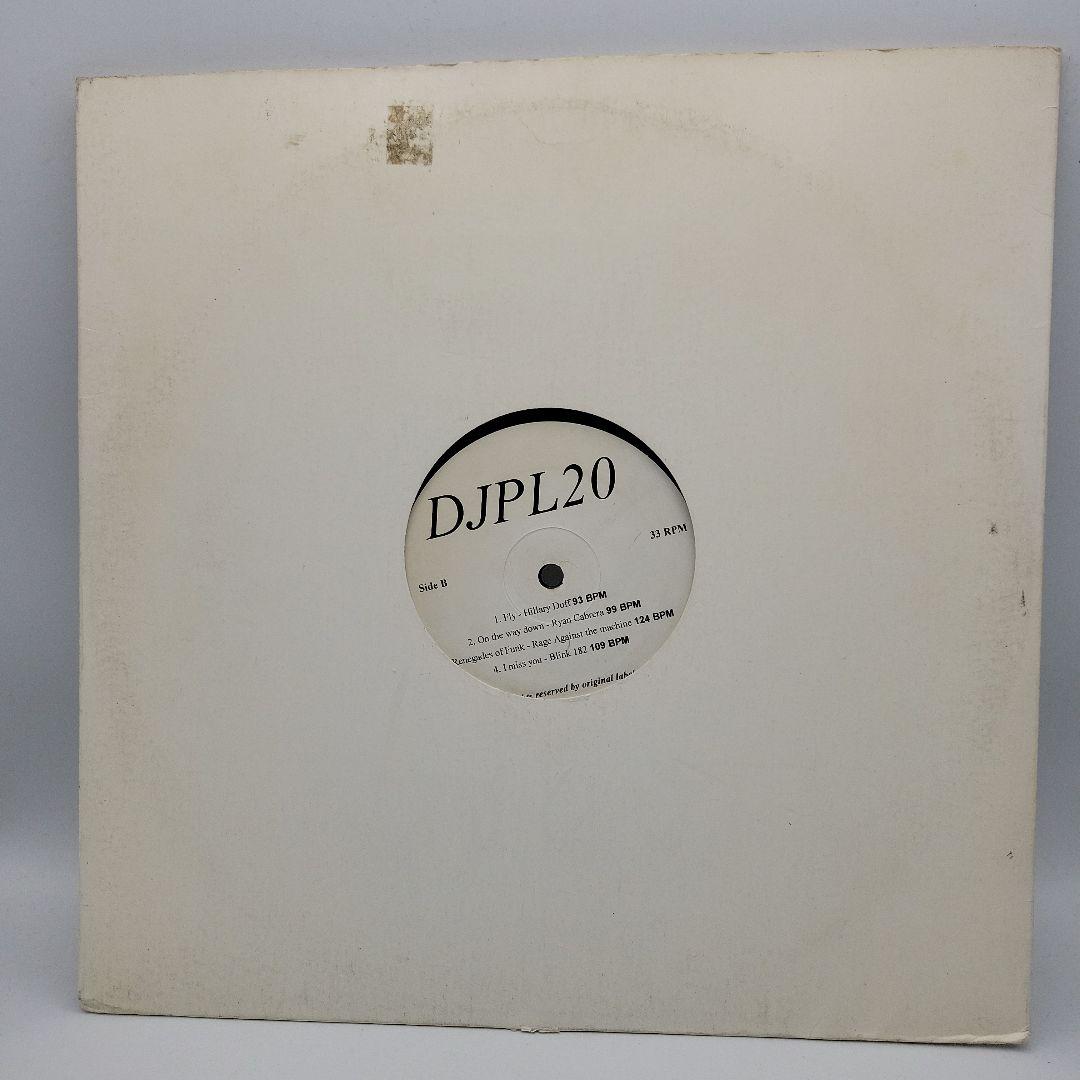 DJPL20
33 RPM
Side B
1. Fly - Hillary Duff 93 BPM
2. On the way down - Ryan Cabrera 99 BPM
Renegades of Funk - Rage Against the machine 124 BPM
4. I miss you - Blink 182 109 BPM
reserved by original label